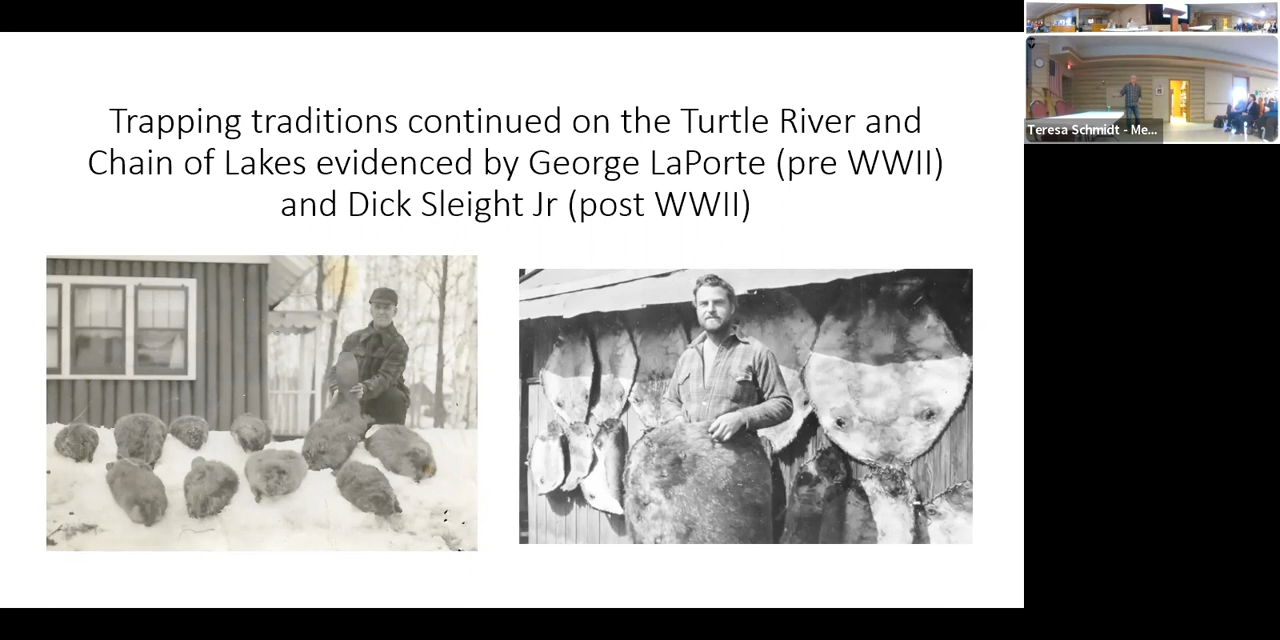 Trapping traditions continued on the Turtle River and
Chain of Lakes evidenced by George LaPorte (pre WWII)
and Dick Sleight Jr (post WWII)
Teresa Schmidt - Me...